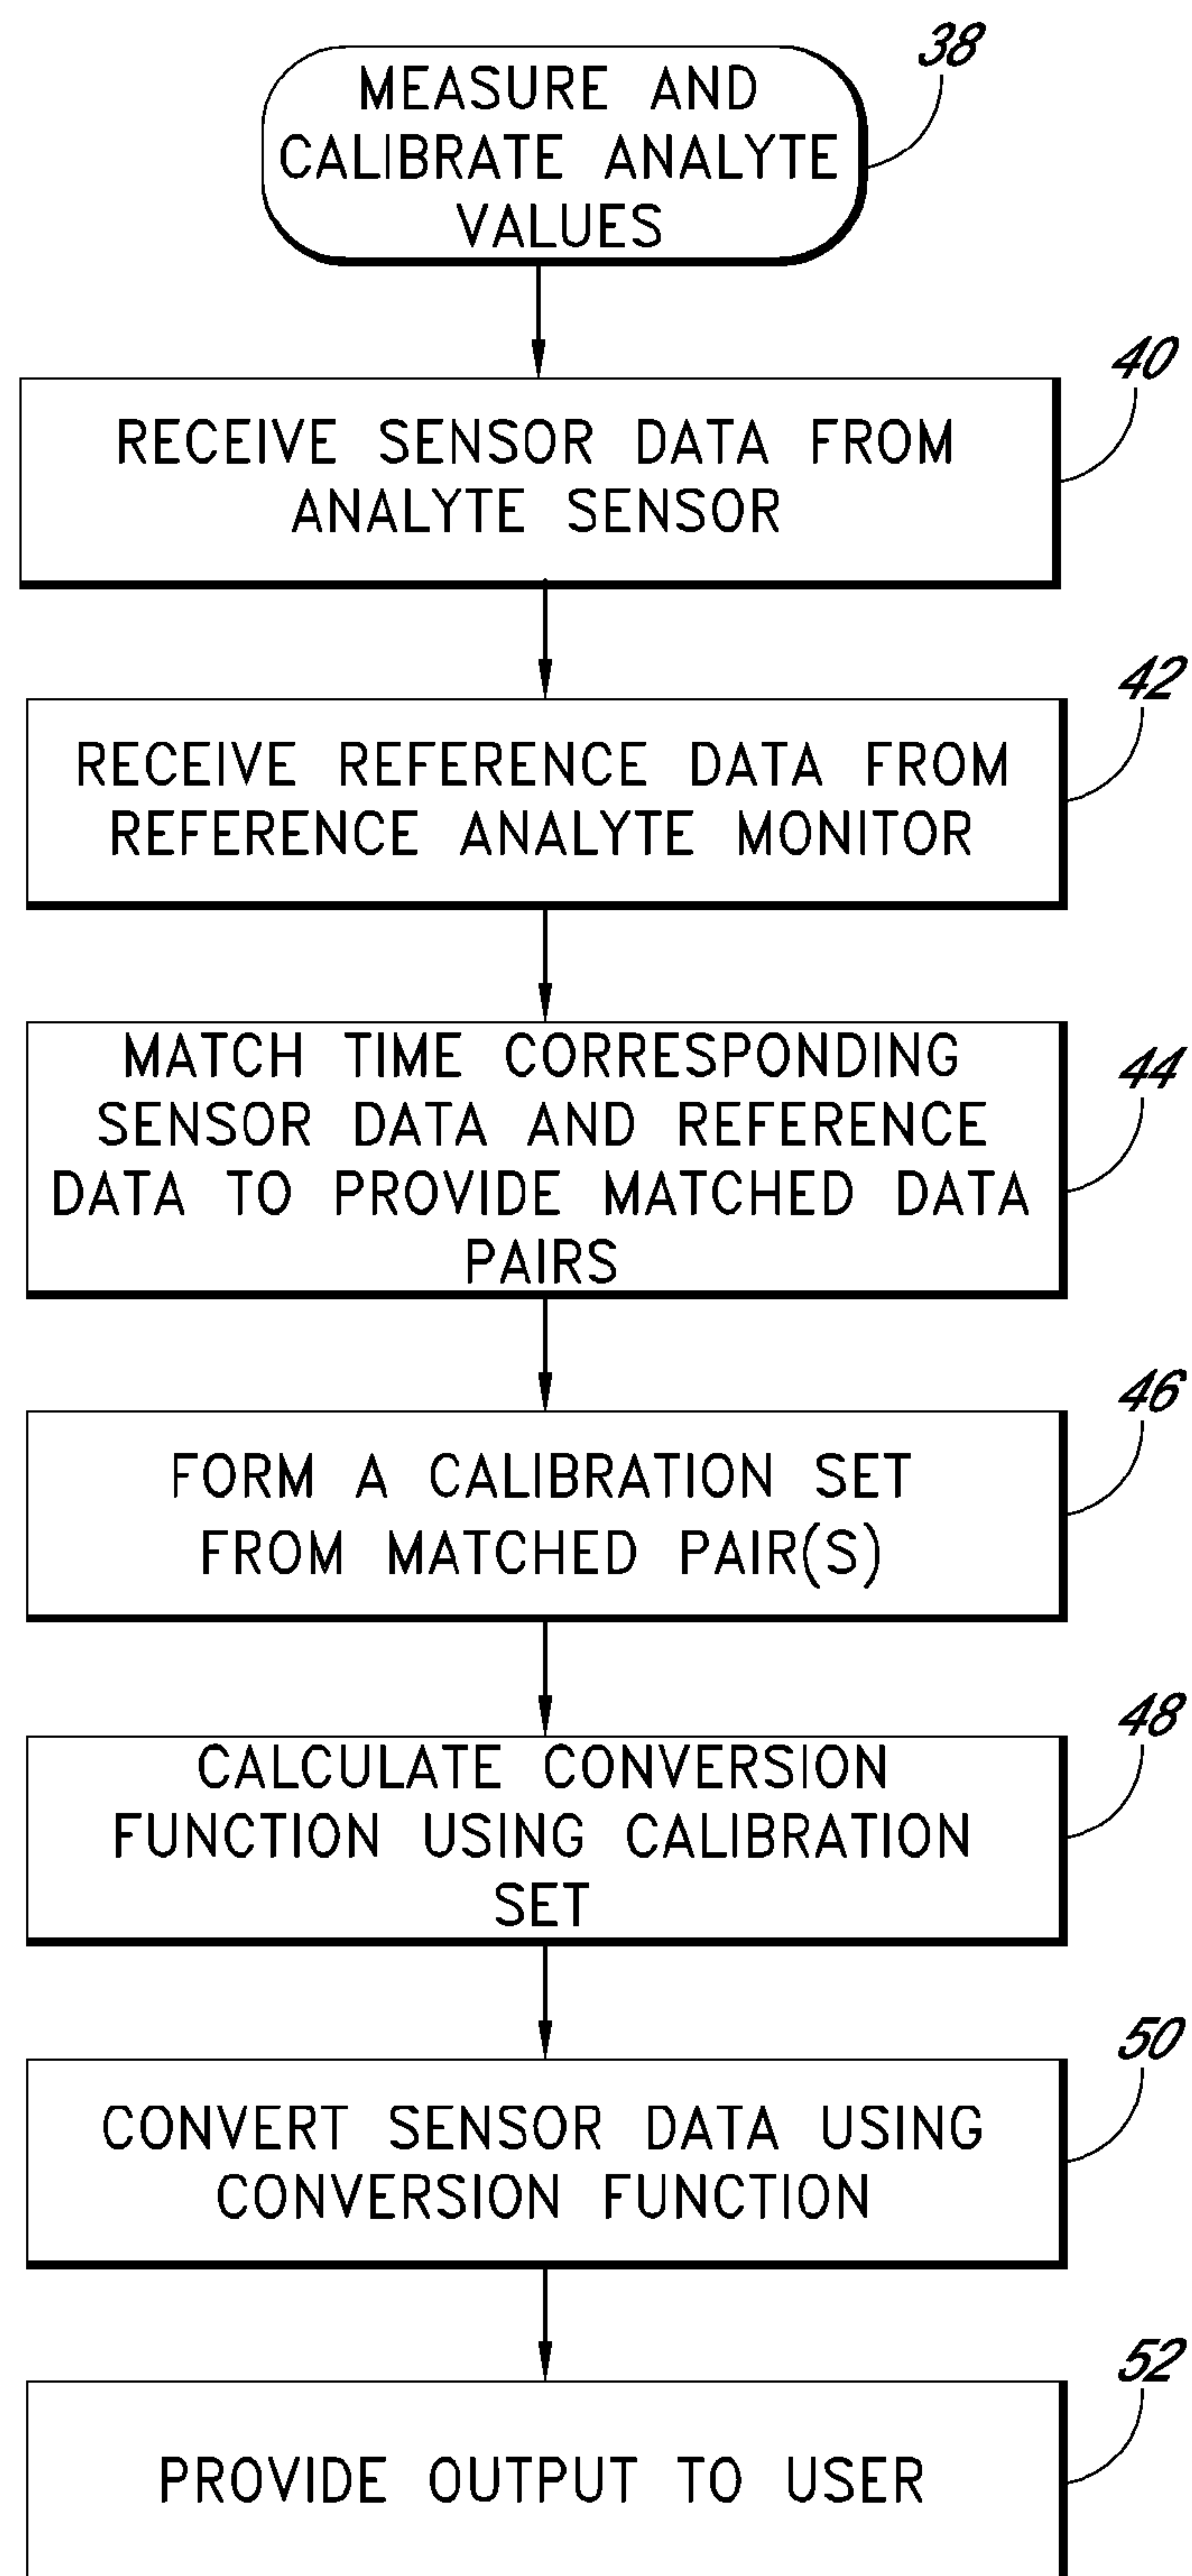 38
MEASURE AND
CALIBRATE ANALYTE
VALUES
40
RECEIVE SENSOR DATA FROM
ANALYTE SENSOR
42
RECEIVE REFERENCE DATA FROM
REFERENCE ANALYTE MONITOR
44
MATCH TIME CORRESPONDING
SENSOR DATA AND REFERENCE
DATA TO PROVIDE MATCHED DATA
PAIRS
46
FORM A CALIBRATION SET
FROM MATCHED PAIR(S)
48
CALCULATE CONVERSION
FUNCTION USING CALIBRATION
SET
50
CONVERT SENSOR DATA USING
CONVERSION FUNCTION
52
PROVIDE OUTPUT TO USER